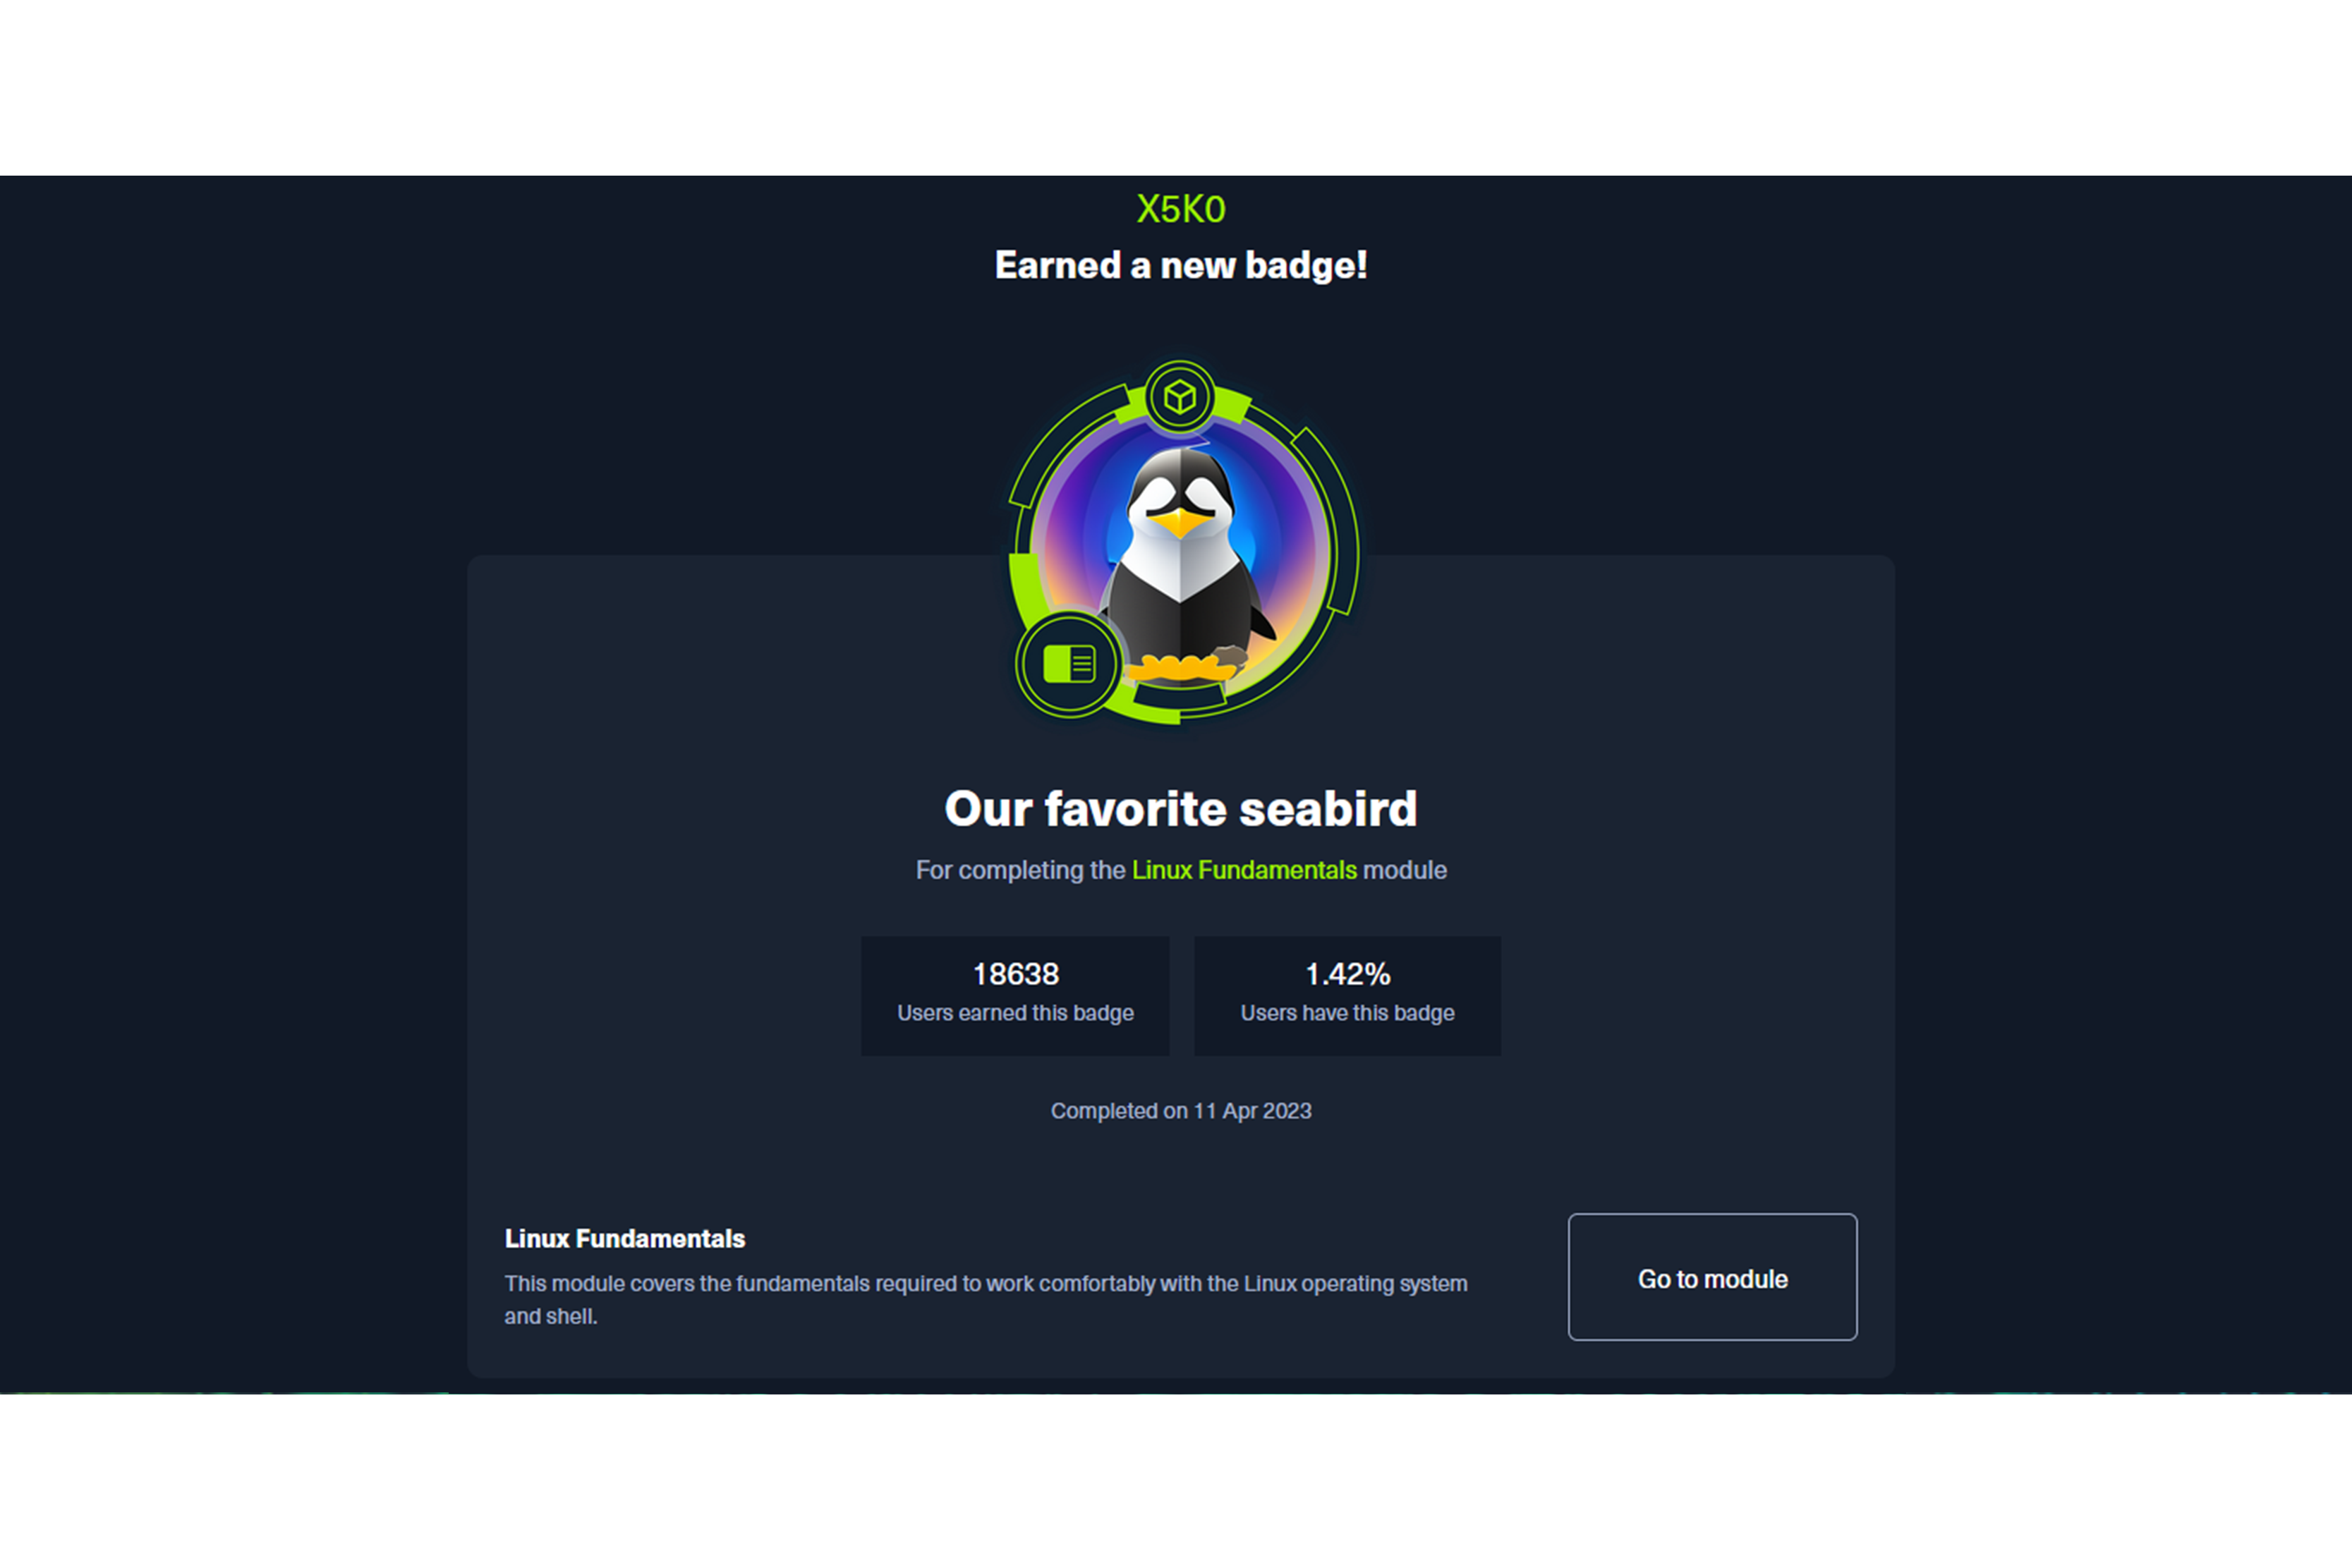 X5K0
Earned a new badge!
Our favorite seabird
For completing the Linux Fundamentals module
18638
Users earned this badge
1.42%
Users have this badge
Completed on 11 Apr 2023
Linux Fundamentals
This module covers the fundamentals required to work comfortably with the Linux operating system
and shell.
Go to module